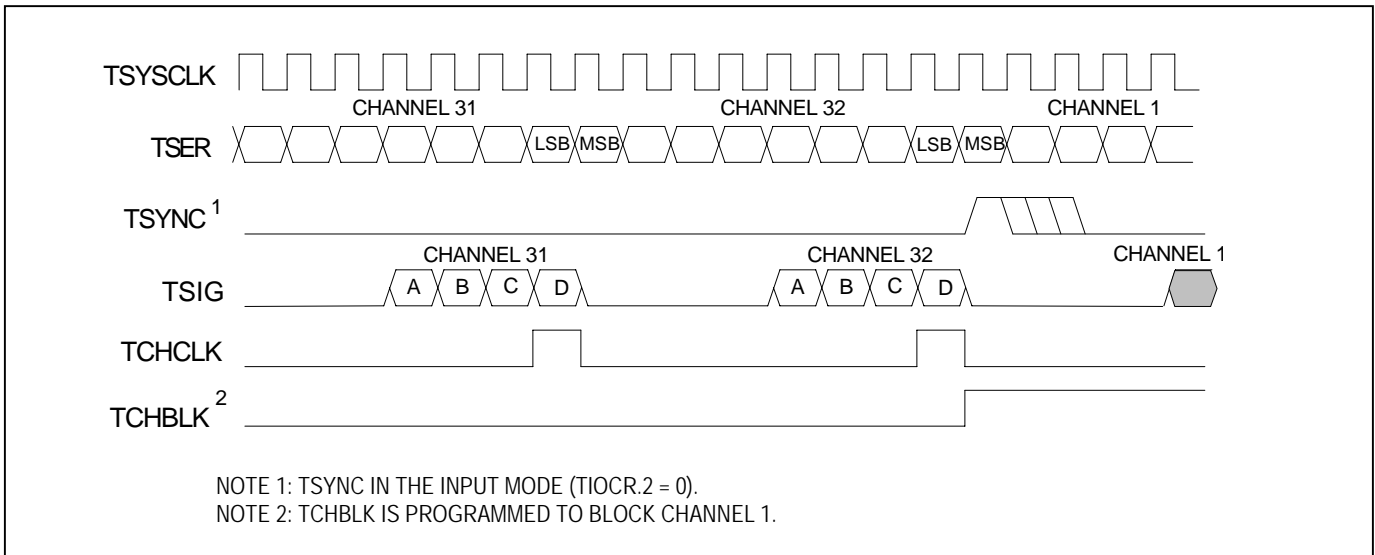 TSYSCLK
CHANNEL 31 CHANNEL 32 CHANNEL 1
TSER LSB MSB LSB MSB
TSYNC 1
CHANNEL 31 CHANNEL 32 CHANNEL 1
TSIG A B C D A B C D
TCHCLK
TCHBLK 2
NOTE 1: TSYNC IN THE INPUT MODE (TIOCR.2 = 0).
NOTE 2: TCHBLK IS PROGRAMMED TO BLOCK CHANNEL 1.